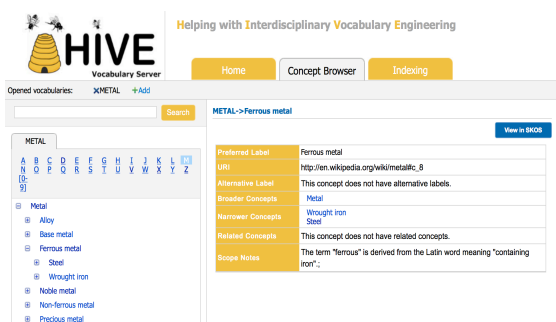 Helping with Interdisciplinary Vocabulary Engineering
HIVE
Vocabulary Server
Home
Concept Browser
Indexing
Opened vocabularies: METAL +Add
Search
METAL->Ferrous metal
View in SKOS
METAL
A B C D E F G H I J K L M
N O P Q R S T U V W X Y Z
[0-
9]
Metal
Alloy
Base metal
Ferrous metal
Steel
Wrought iron
Noble metal
Non-ferrous metal
Precious metal
Preferred Label Ferrous metal
URI http://en.wikipedia.org/wiki/metal#c_8
Alternative Label This concept does not have alternative labels.
Broader Concepts Metal
Narrower Concepts Wrought iron
Steel
Related Concepts This concept does not have related concepts.
Scope Notes The term "ferrous" is derived from the Latin word meaning "containing
iron".;